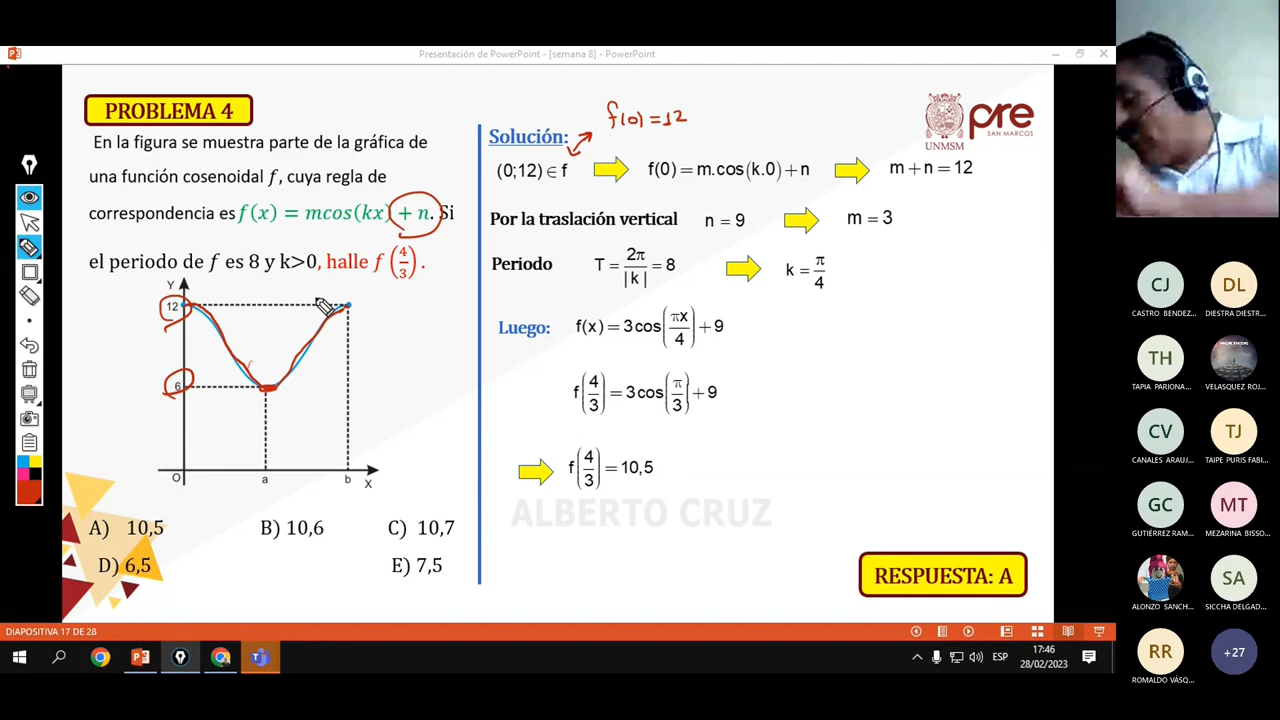 Presentación de PowerPoint - [semana 8] - PowerPoint
PROBLEMA 4
En la figura se muestra parte de la gráfica de
una función cosenoidal f, cuya regla de
correspondencia es f(x) = mcos(kx) + n. Si
el periodo de f es 8 y k>0, halle f(4/3).
Y
12
6
O
a
b
X
f
A) 10,5
B) 10,6
C) 10,7
D) 6,5
E) 7,5
f(0) = 12
Solución:
(0;12) ∈ f
f(0) = m.cos(k.0) + n
m + n = 12
Por la traslación vertical
n = 9
m = 3
Periodo
T = 2π/|k| = 8
k = π/4
Luego:
f(x) = 3cos(πx/4) + 9
f(4/3) = 3cos(π/3) + 9
f(4/3) = 10,5
ALBERTO CRUZ
RESPUESTA: A
UNMSM
pre
SAN MARCOS
DIAPOSITIVA 17 DE 28
ESP
17:46
28/02/2023
CJ
CASTRO BENDEZ...
DL
DIESTRA DIESTR...
TH
TAPIA PARIONA...
VELASQUEZ ROJ...
CV
CANALES ARAUJ...
TJ
TAIPE PURIS FABI...
GC
GUTIÉRREZ RAM...
MT
MEZARINA BISSO...
ALONZO SANCH...
SA
SICCHA DELGAD...
RR
ROMALDO VÁSQ...
+27